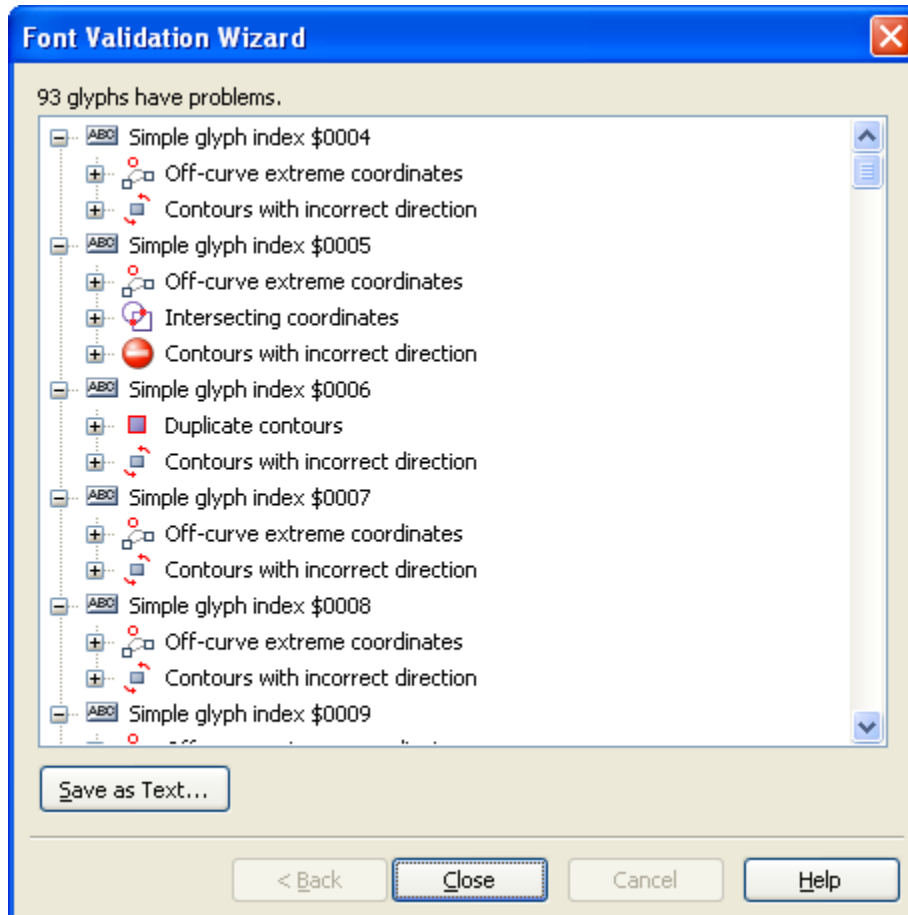 Font Validation Wizard
93 glyphs have problems.
ABC Simple glyph index $0004
Off-curve extreme coordinates
Contours with incorrect direction
ABC Simple glyph index $0005
Off-curve extreme coordinates
Intersecting coordinates
Contours with incorrect direction
ABC Simple glyph index $0006
Duplicate contours
Contours with incorrect direction
ABC Simple glyph index $0007
Off-curve extreme coordinates
Contours with incorrect direction
ABC Simple glyph index $0008
Off-curve extreme coordinates
Contours with incorrect direction
ABC Simple glyph index $0009
Save as Text...
< Back Close Cancel Help